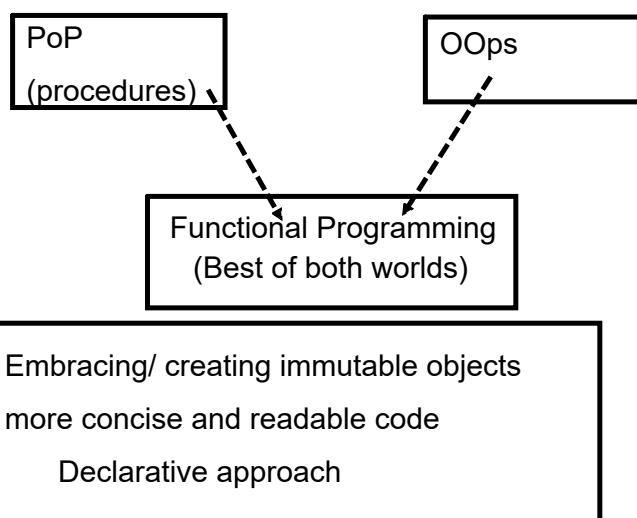 PoP
(procedures)
OOps
Functional Programming
(Best of both worlds)
Embracing/ creating immutable objects
more concise and readable code
Declarative approach